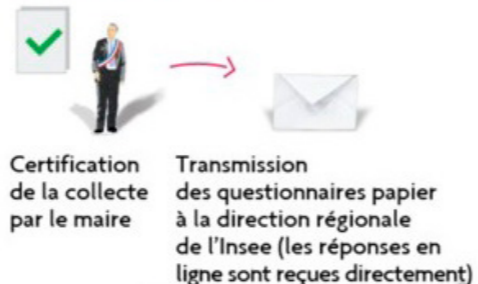 Certification
de la collecte
par le maire
Transmission
des questionnaires papier
à la direction régionale
de l'Insee (les réponses en
ligne sont reçues directement)